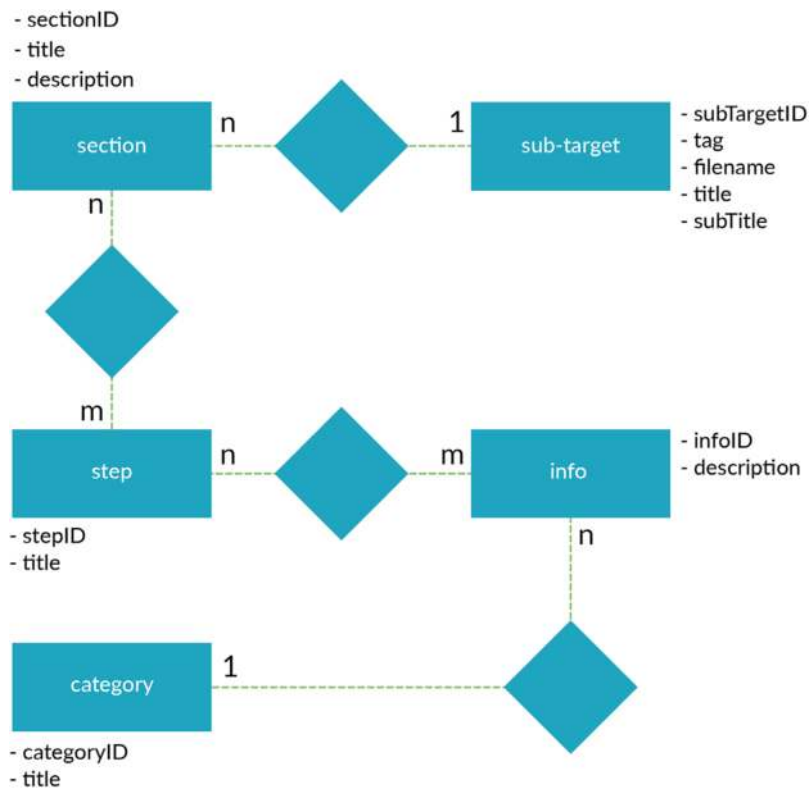 - sectionID
- title
- description
section
n
1
sub-target
- subTargetID
- tag
- filename
- title
- subTitle
n
m
step
n
m
info
- infoID
- description
- stepID
- title
n
category
1
- categoryID
- title